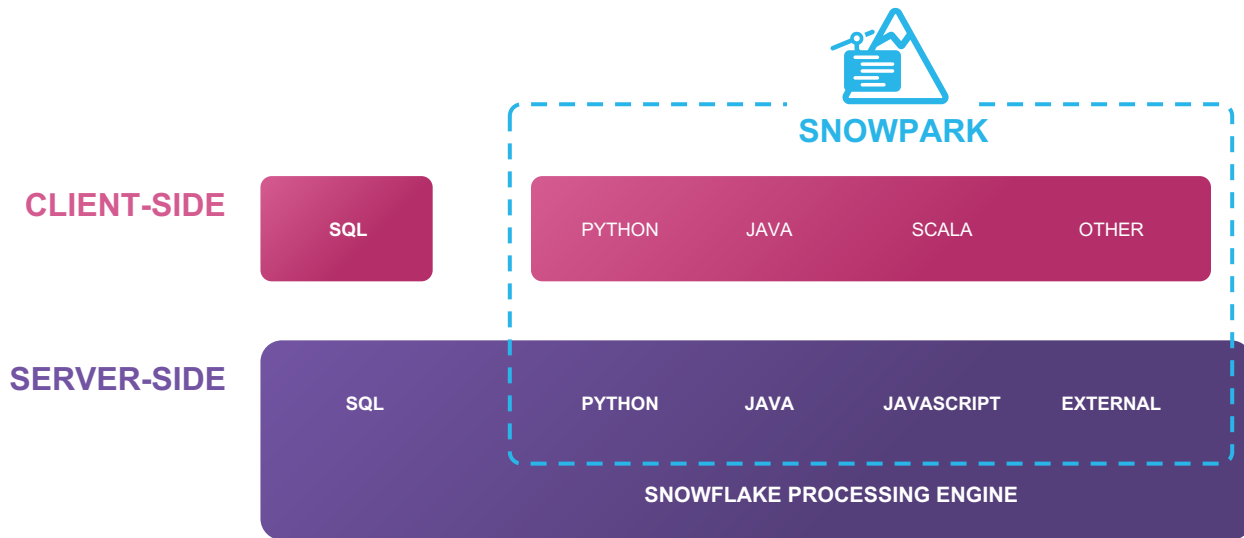 SNOWPARK
CLIENT-SIDE
SQL
PYTHON JAVA SCALA OTHER
SERVER-SIDE
SQL PYTHON JAVA JAVASCRIPT EXTERNAL
SNOWFLAKE PROCESSING ENGINE